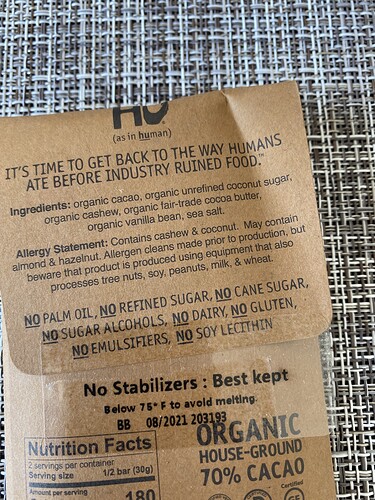 HU
(as in human)
IT'S TIME TO GET BACK TO THE WAY HUMANS
ATE BEFORE INDUSTRY RUINED FOOD.™
Ingredients: organic cacao, organic unrefined coconut sugar,
organic cashew, organic fair-trade cocoa butter,
organic vanilla bean, sea salt.
Allergy Statement: Contains cashew & coconut. May contain
almond & hazelnut. Allergen cleans made prior to production, but
beware that product is produced using equipment that also
processes tree nuts, soy, peanuts, milk, & wheat.
NO PALM OIL, NO REFINED SUGAR, NO CANE SUGAR,
NO SUGAR ALCOHOLS, NO DAIRY, NO GLUTEN,
NO EMULSIFIERS, NO SOY LECITHIN
No Stabilizers : Best kept
Below 75° F to avoid melting.
BB 08/2021 203193
ORGANIC
HOUSE-GROUND
70% CACAO
Certified
Nutrition Facts
2 servings per container
Serving size 1/2 bar (30g)
Amount per serving
180